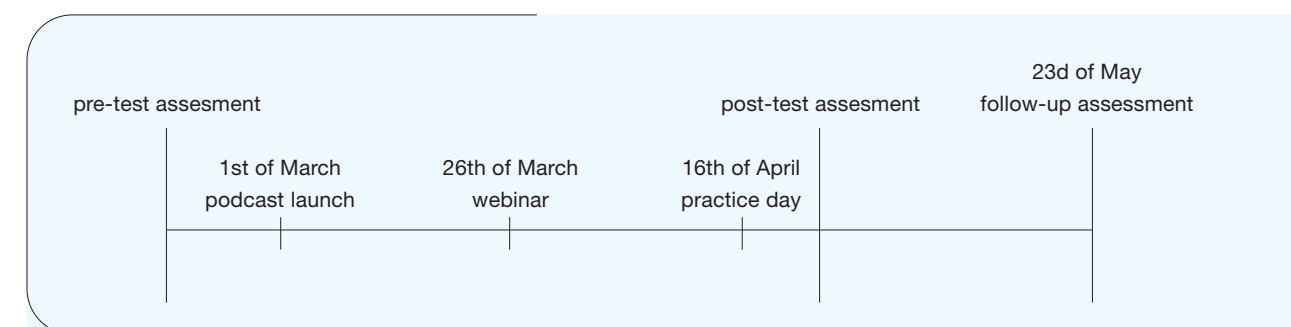 pre-test assesment
1st of March
podcast launch
26th of March
webinar
16th of April
practice day
post-test assesment
23d of May
follow-up assessment